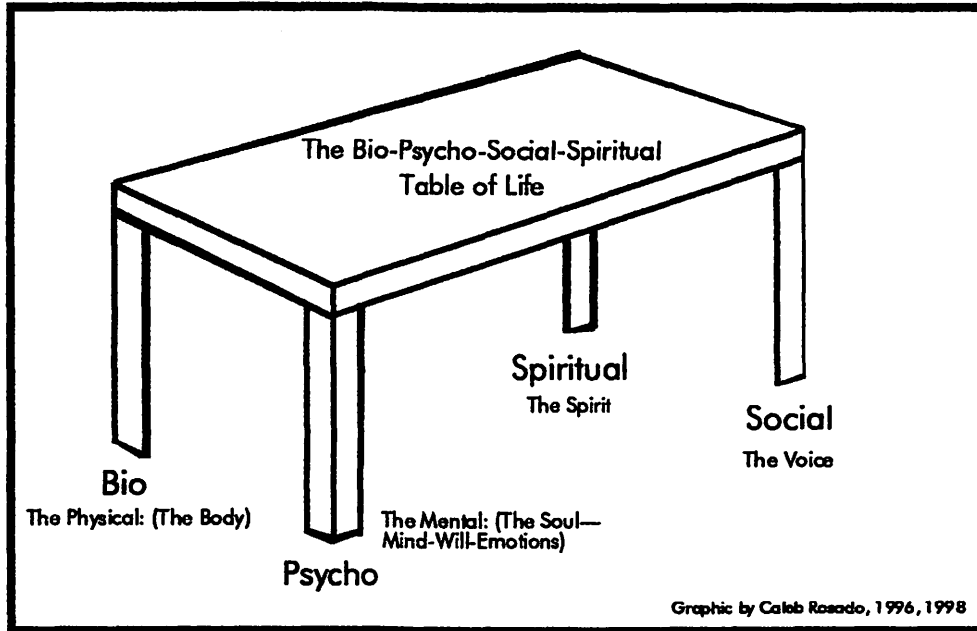 The Bio-Psycho-Social-Spiritual
Table of Life
Spiritual
The Spirit
Social
The Voice
Bio
The Physical: (The Body)
The Mental: (The Soul—
Mind-Will-Emotions)
Psycho
Graphic by Caleb Rosado, 1996, 1998